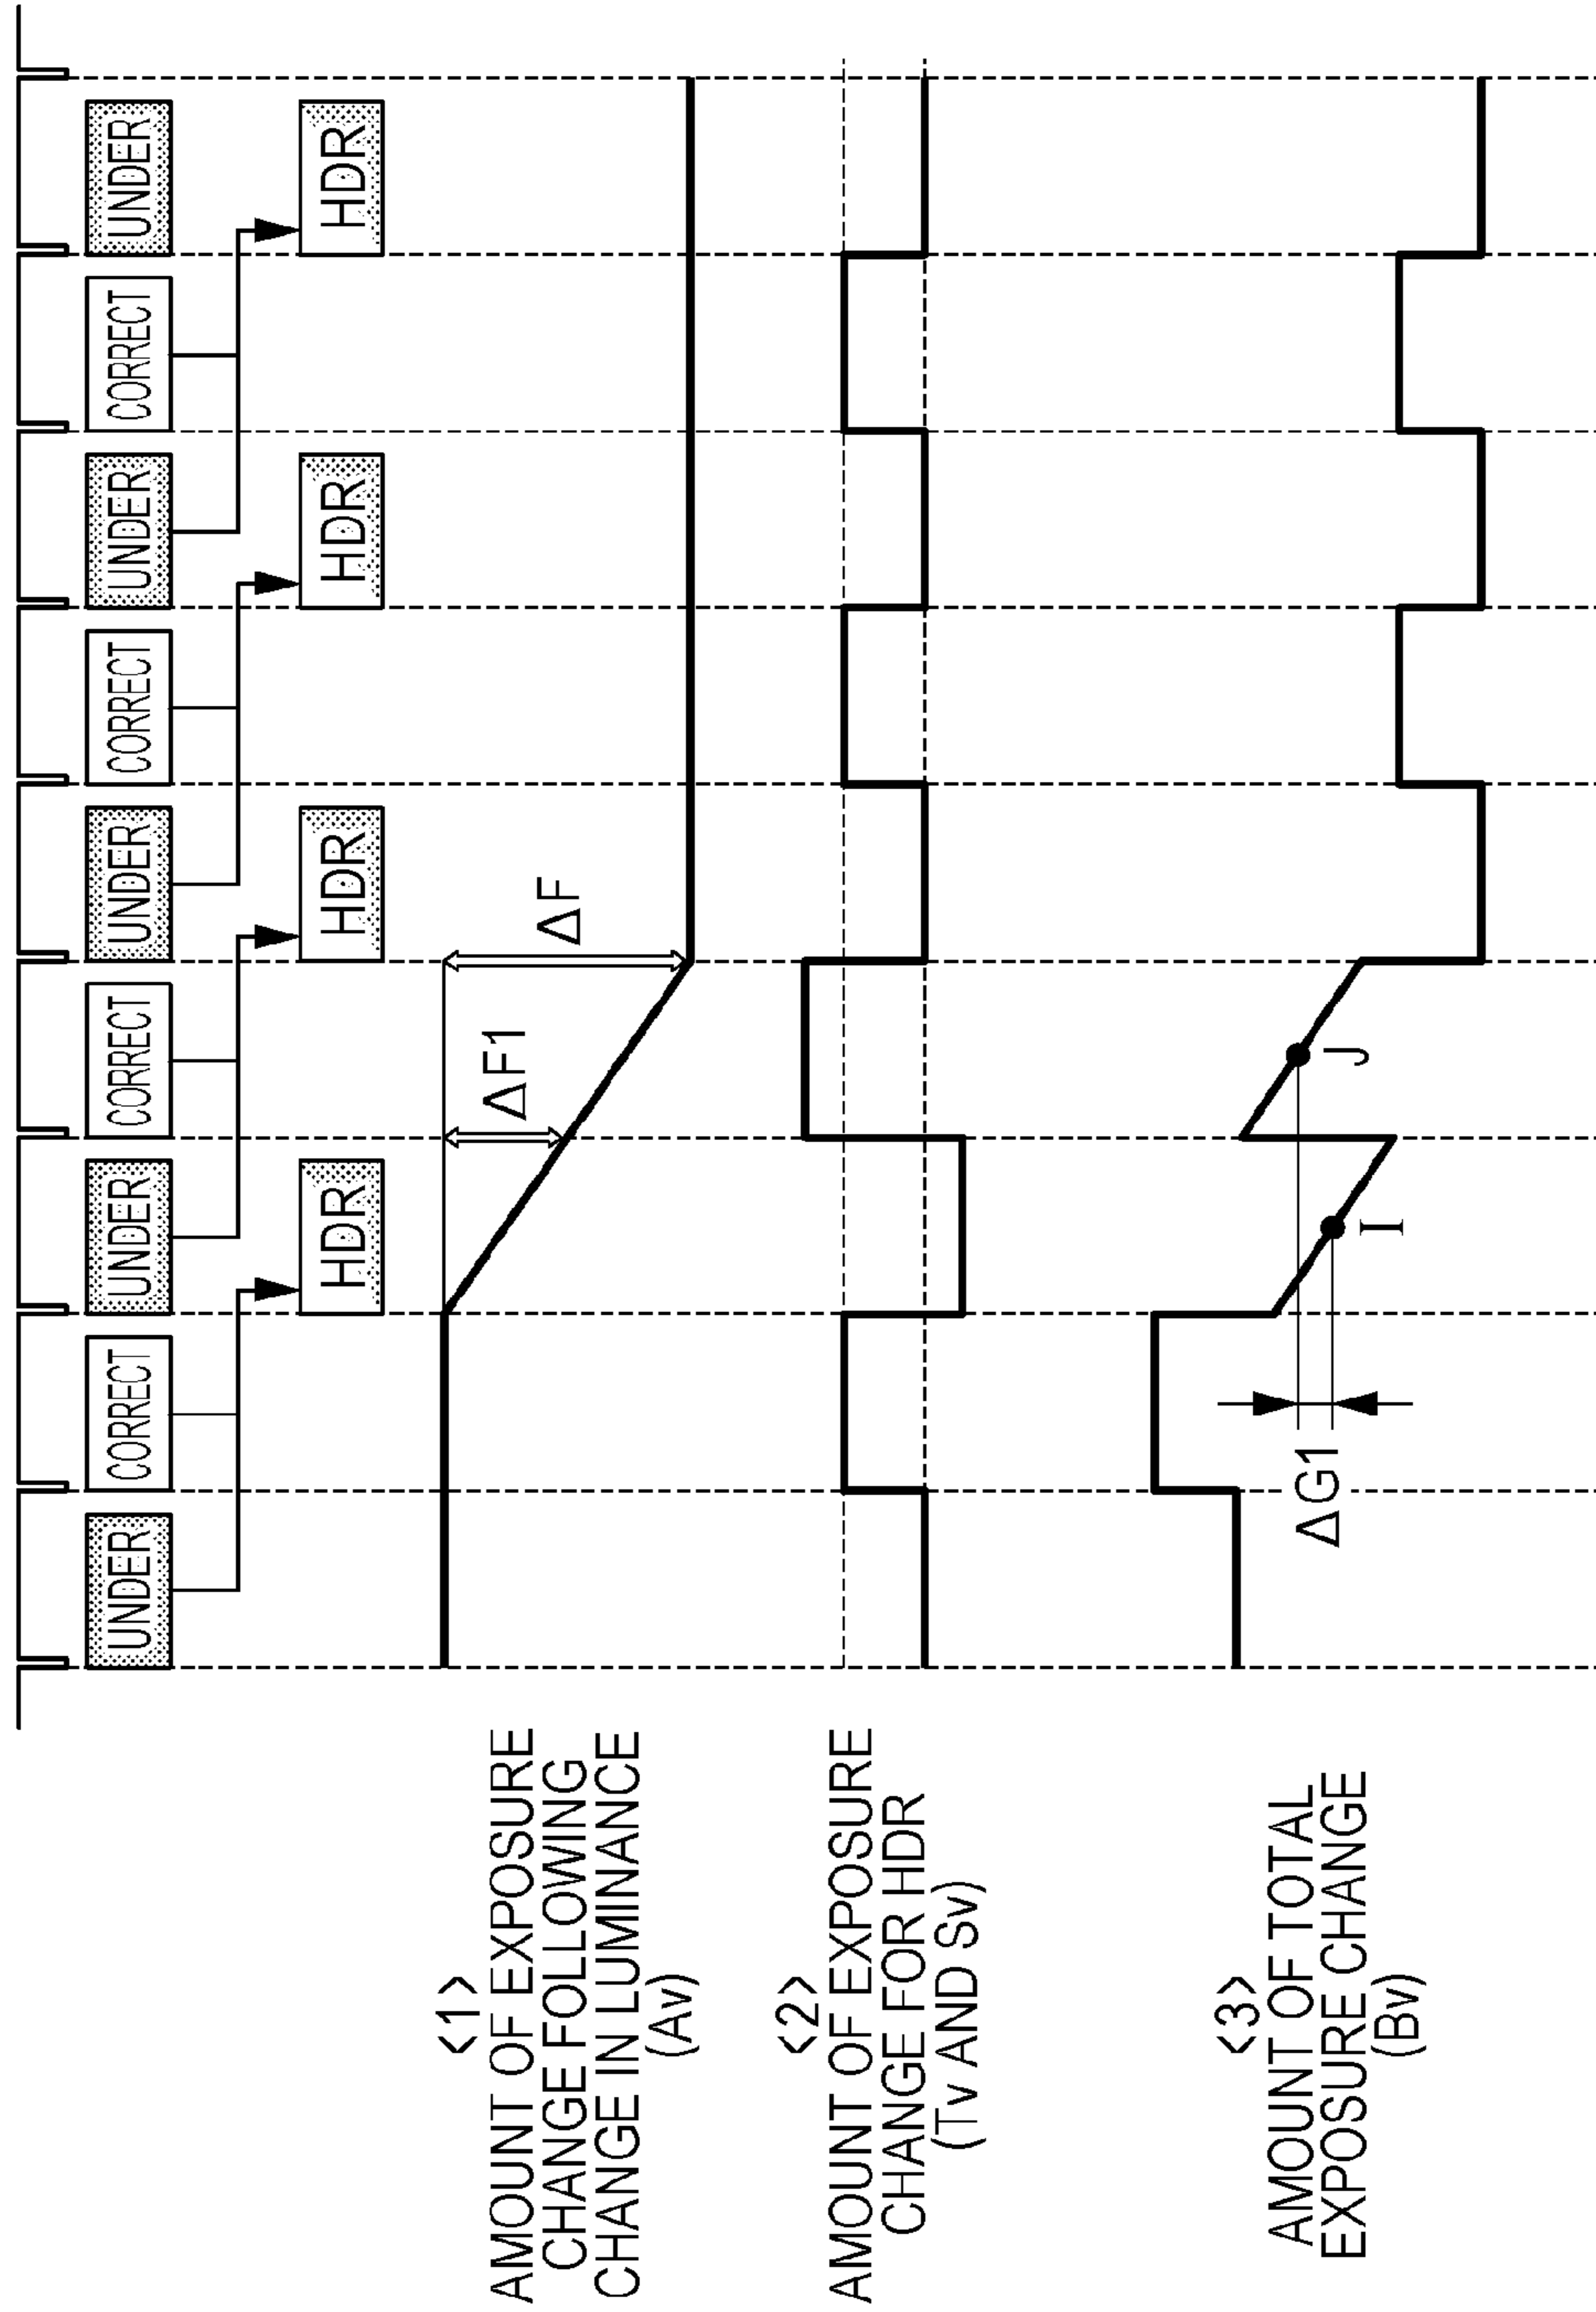 UNDER
CORRECT
UNDER
CORRECT
UNDER
CORRECT
UNDER
CORRECT
UNDER
HDR
HDR
HDR
HDR
<1>
AMOUNT OF EXPOSURE
CHANGE FOLLOWING
CHANGE IN LUMINANCE
(Av)
ΔF1
ΔF
<2>
AMOUNT OF EXPOSURE
CHANGE FOR HDR
(Tv AND Sv)
<3>
AMOUNT OF TOTAL
EXPOSURE CHANGE
(Bv)
ΔG1
I
J